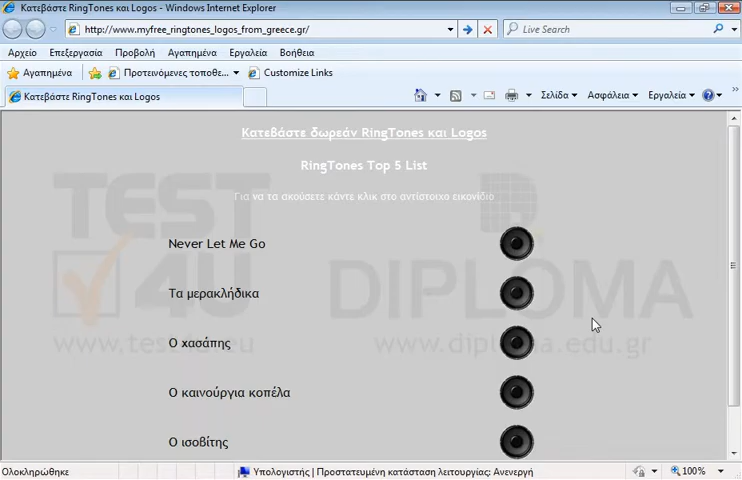 Κατεβάστε RingTones και Logos - Windows Internet Explorer
http://www.myfree_ringtones_logos_from_greece.gr/
Live Search
Αρχείο Επεξεργασία Προβολή Αγαπημένα Εργαλεία Βοήθεια
Αγαπημένα Προτεινόμενες τοποθε... Customize Links
Κατεβάστε RingTones και Logos Σελίδα Ασφάλεια Εργαλεία »
Κατεβάστε δωρεάν RingTones και Logos
RingTones Top 5 List
Για να τα ακούσετε κάντε κλικ στο αντίστοιχο εικονίδιο
TEST
4U
www.test4u.eu
D
DIPLOMA
www.diploma.edu.gr
Never Let Me Go
Τα μερακλήδικα
Ο χασάπης
Ο καινούργια κοπέλα
Ο ισοβίτης
Ολοκληρώθηκε Υπολογιστής | Προστατευμένη κατάσταση λειτουργίας: Ανενεργή 100%